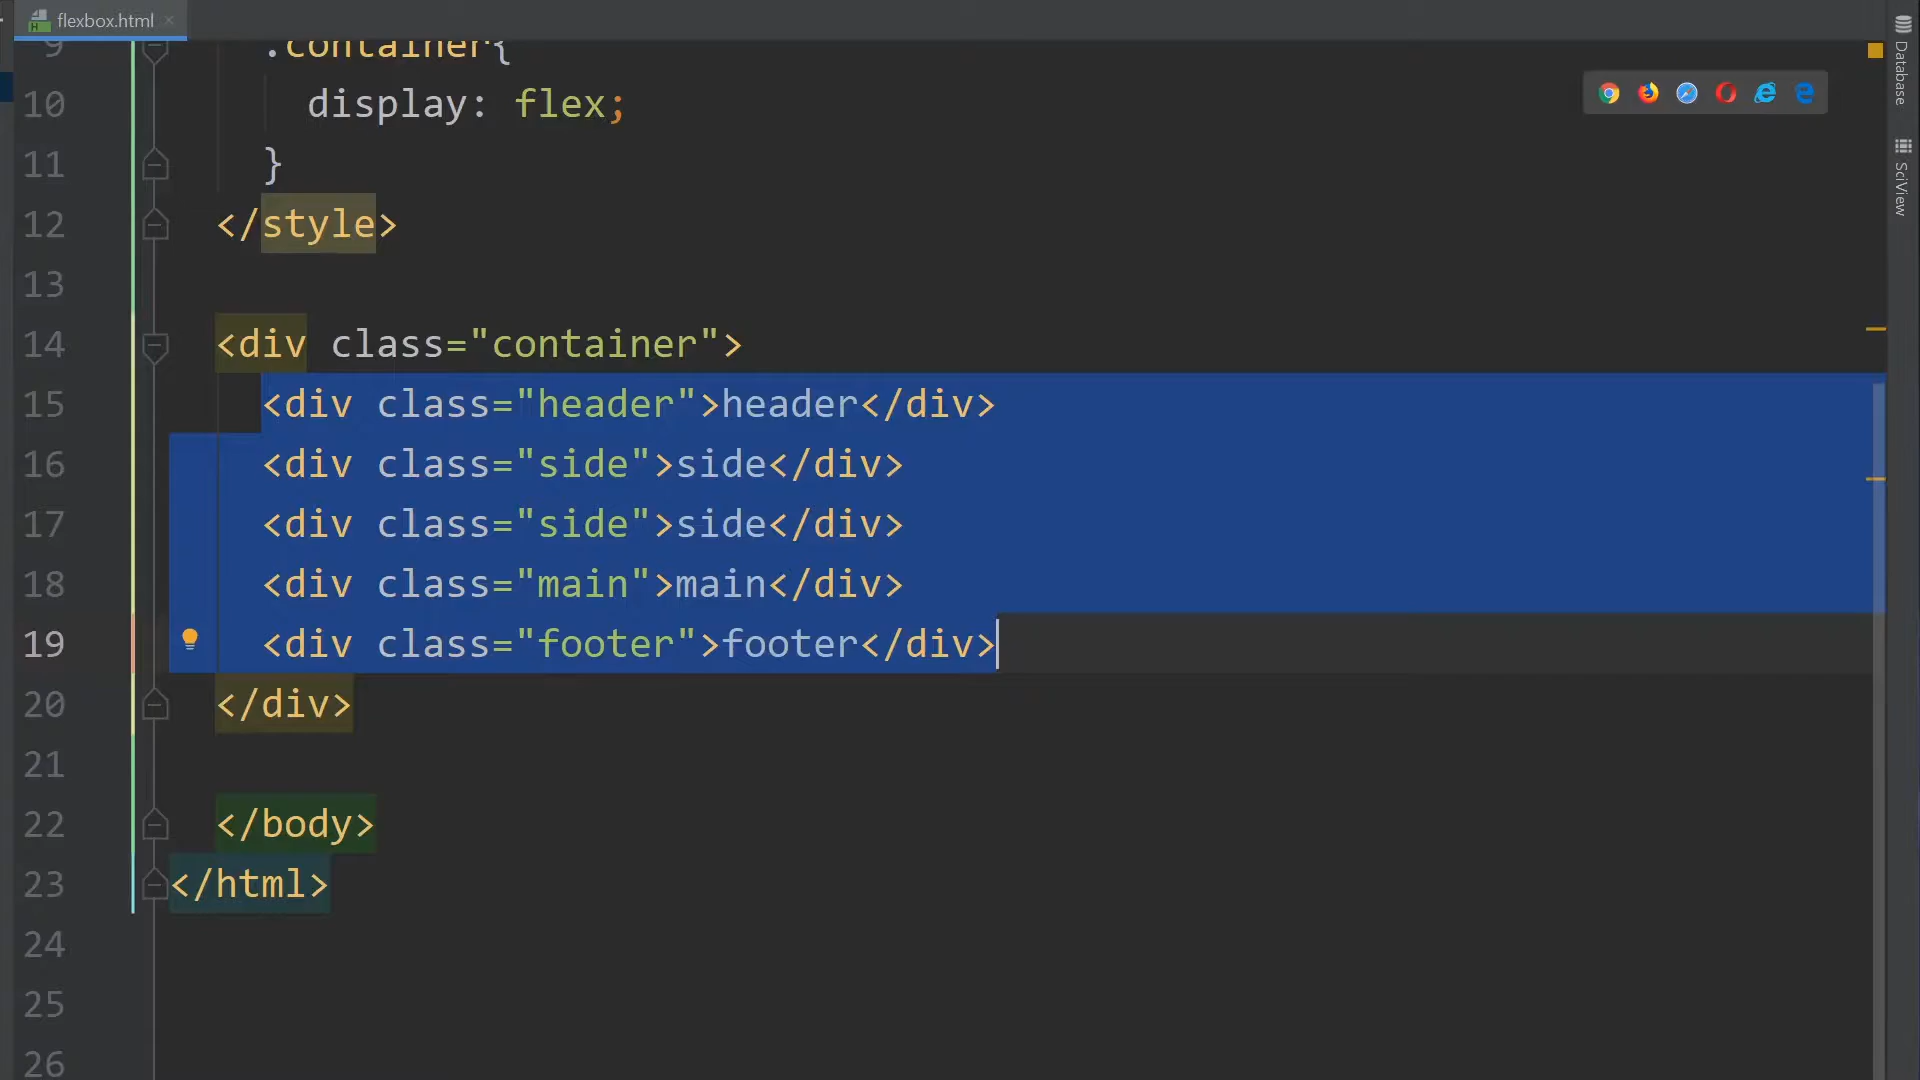 flexbox.html
9 .container{
10 display: flex;
11 }
12 </style>
13
14 <div class="container">
15 <div class="header">header</div>
16 <div class="side">side</div>
17 <div class="side">side</div>
18 <div class="main">main</div>
19 <div class="footer">footer</div>
20 </div>
21
22 </body>
23 </html>
24
25
26
Database
SciView